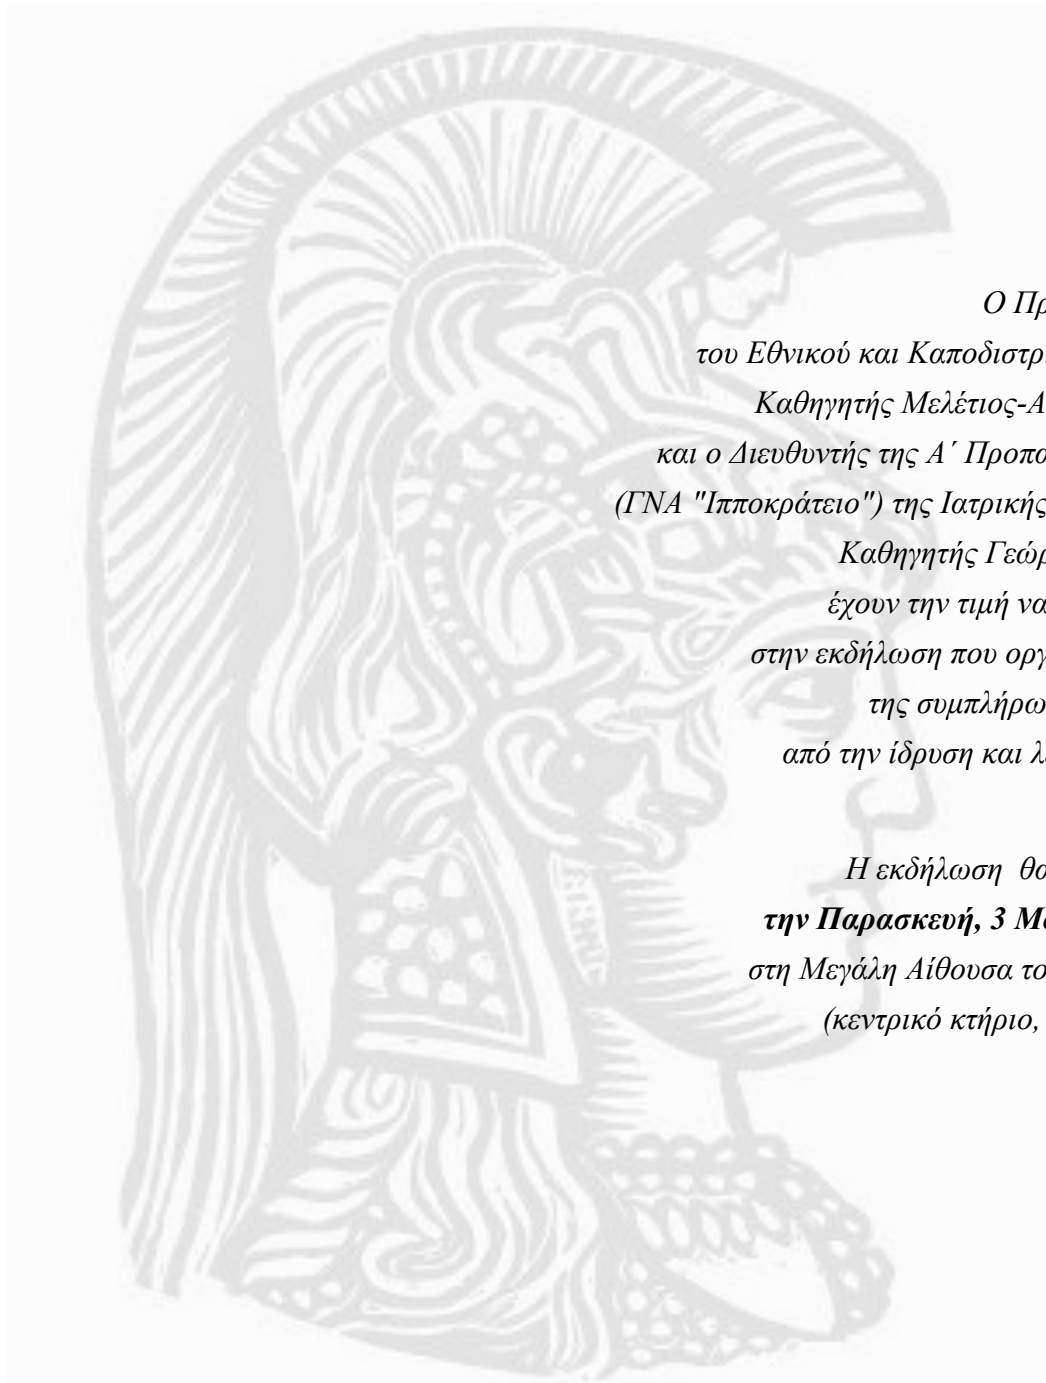 Ο Πρ
του Εθνικού και Καποδιστρι
Καθηγητής Μελέτιος-Α
και ο Διευθυντής της Α΄ Προπα
(ΓΝΑ "Ιπποκράτειο") της Ιατρικής
Καθηγητής Γεώρ
έχουν την τιμή να
στην εκδήλωση που οργ
της συμπλήρω
από την ίδρυση και λ
Η εκδήλωση θα
την Παρασκευή, 3 Μα
στη Μεγάλη Αίθουσα το
(κεντρικό κτήριο,